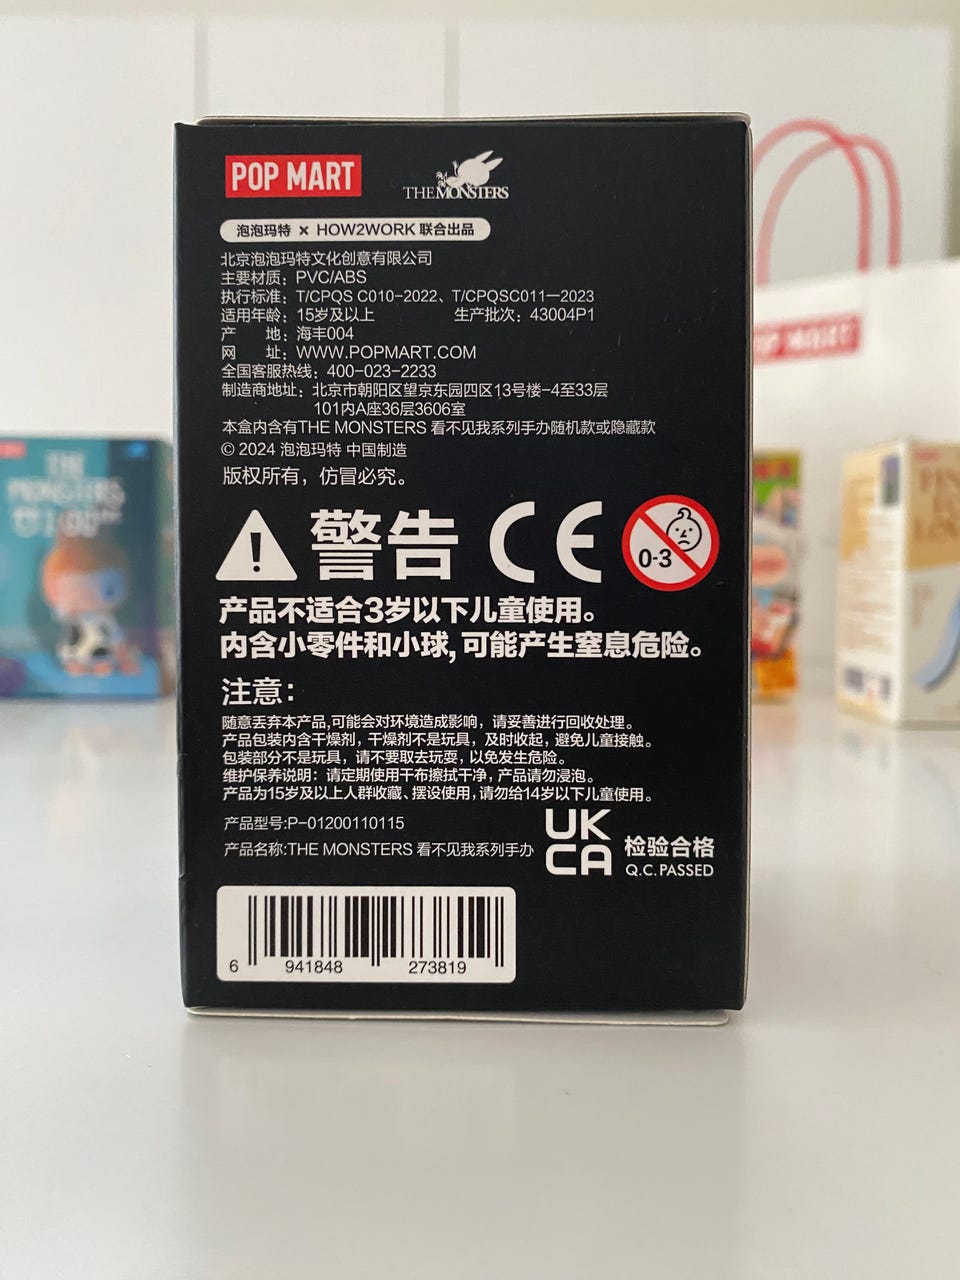 POP MART
THE MONSTERS
泡泡玛特 × HOW2WORK 联合出品
北京泡泡玛特文化创意有限公司
主要材质：PVC/ABS
执行标准：T/CPQS C010-2022、T/CPQSC011—2023
适用年龄：15岁及以上 生产批次：43004P1
产 地：海丰004
网 址：WWW.POPMART.COM
全国客服热线：400-023-2233
制造商地址：北京市朝阳区望京东园四区13号楼-4至33层
101内A座36层3606室
本盒内含有THE MONSTERS 看不见我系列手办随机款或隐藏款
© 2024 泡泡玛特 中国制造
版权所有，仿冒必究。
警告 CE 0-3
产品不适合3岁以下儿童使用。
内含小零件和小球，可能产生窒息危险。
注意：
随意丢弃本产品,可能会对环境造成影响，请妥善进行回收处理。
产品包装内含干燥剂，干燥剂不是玩具，及时收起，避免儿童接触。
包装部分不是玩具，请不要取去玩耍，以免发生危险。
维护保养说明：请定期使用干布擦拭干净，产品请勿浸泡。
产品为15岁及以上人群收藏、摆设使用，请勿给14岁以下儿童使用。
产品型号:P-01200110115
产品名称:THE MONSTERS 看不见我系列手办
UK
CA
检验合格
Q.C.PASSED
6 941848 273819
POP MART
THE
MONSTERS